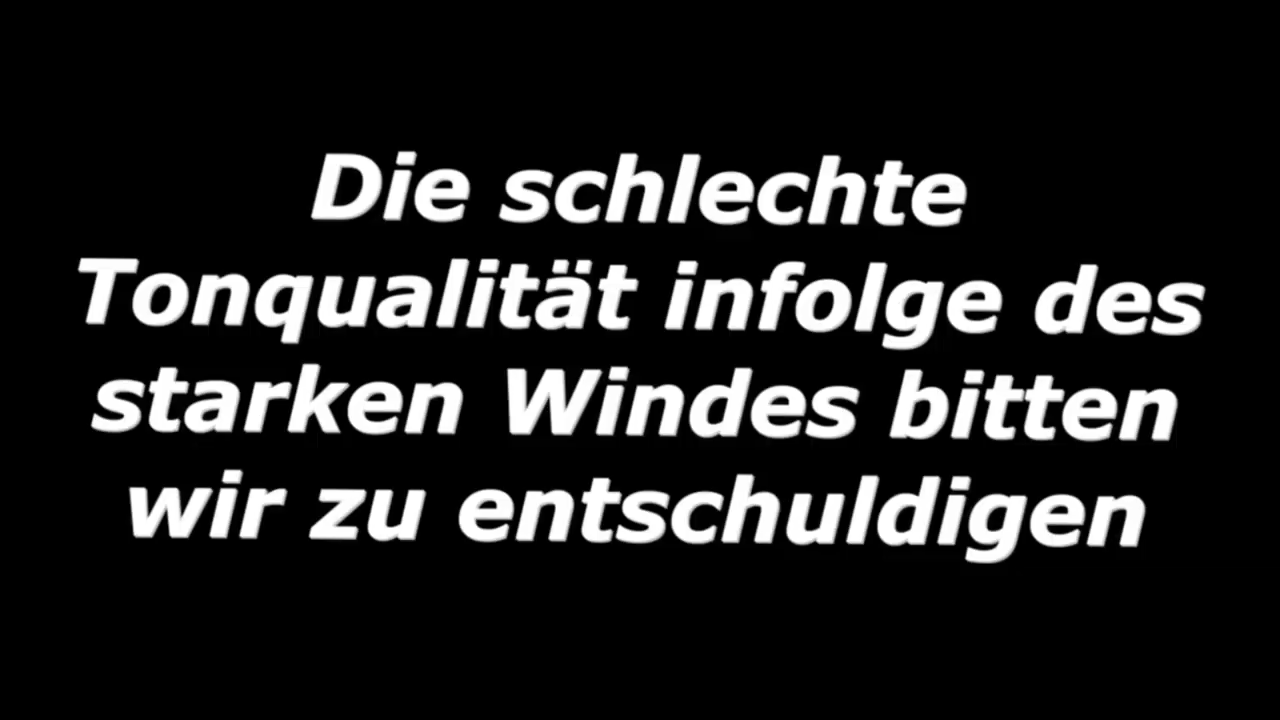 Die schlechte
Tonqualität infolge des
starken Windes bitten
wir zu entschuldigen